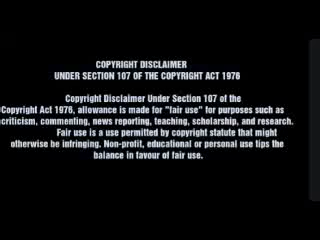 COPYRIGHT DISCLAIMER
UNDER SECTION 107 OF THE COPYRIGHT ACT 1976
Copyright Disclaimer Under Section 107 of the
Copyright Act 1976, allowance is made for "fair use" for purposes such as
criticism, commenting, news reporting, teaching, scholarship, and research.
Fair use is a use permitted by copyright statute that might
otherwise be infringing. Non-profit, educational or personal use tips the
balance in favour of fair use.